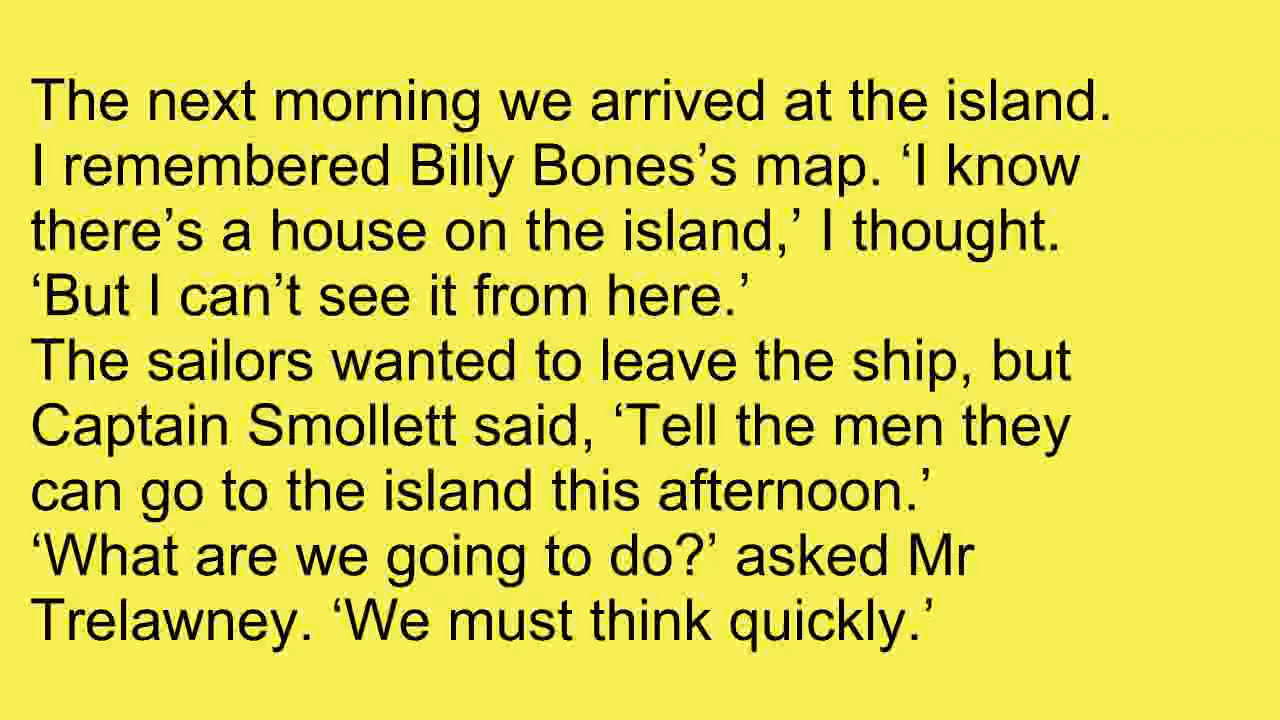 The next morning we arrived at the island.
I remembered Billy Bones’s map. ‘I know
there’s a house on the island,’ I thought.
‘But I can’t see it from here.’
The sailors wanted to leave the ship, but
Captain Smollett said, ‘Tell the men they
can go to the island this afternoon.’
‘What are we going to do?’ asked Mr
Trelawney. ‘We must think quickly.’